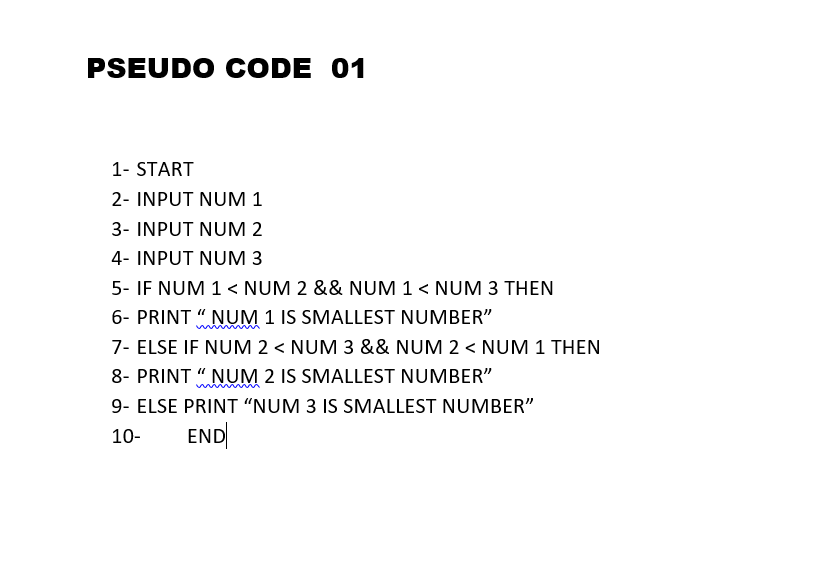 PSEUDO CODE  01
1- START
2- INPUT NUM 1
3- INPUT NUM 2
4- INPUT NUM 3
5- IF NUM 1 < NUM 2 && NUM 1 < NUM 3 THEN
6- PRINT “ NUM 1 IS SMALLEST NUMBER”
7- ELSE IF NUM 2 < NUM 3 && NUM 2 < NUM 1 THEN
8- PRINT “ NUM 2 IS SMALLEST NUMBER”
9- ELSE PRINT “NUM 3 IS SMALLEST NUMBER”
10- END